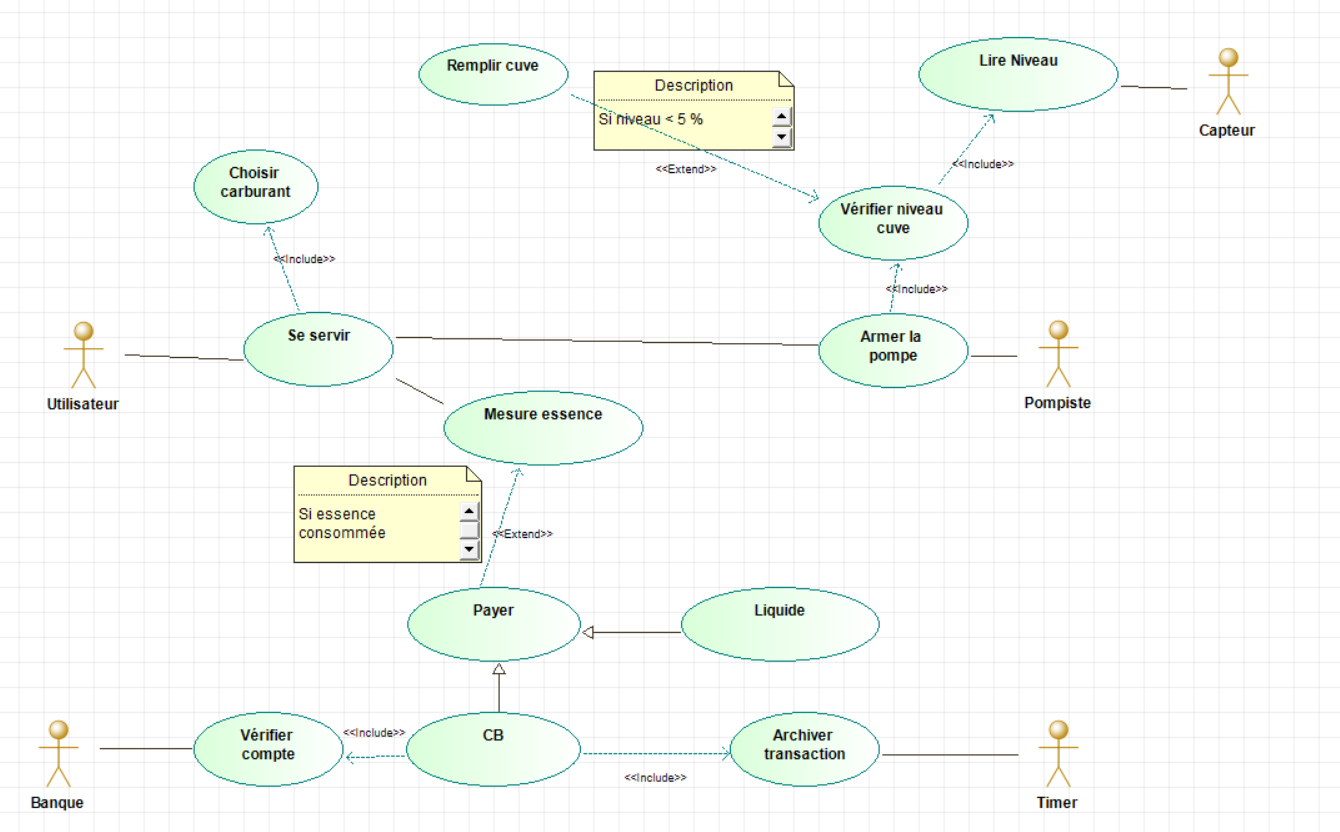 Remplir cuve
Description
Si niveau < 5 %
<<Extend>>
Lire Niveau
Capteur
<<Include>>
Choisir
carburant
<<Include>>
Vérifier niveau
cuve
<<Include>>
Se servir
Utilisateur
Armer la
pompe
Pompiste
Mesure essence
Description
Si essence
consommée
<<Extend>>
Payer
Liquide
Banque
Vérifier
compte
<<Include>>
CB
<<Include>>
Archiver
transaction
Timer